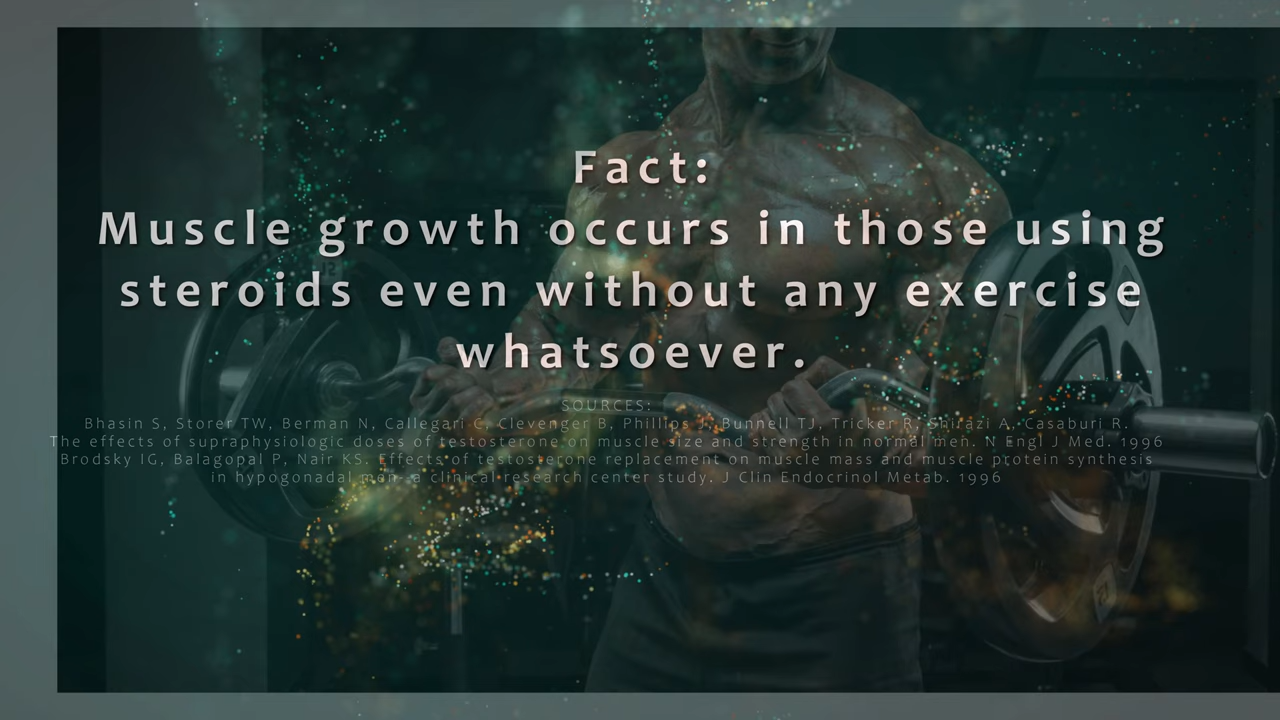 Fact:
Muscle growth occurs in those using
steroids even without any exercise
whatsoever.
SOURCES:
Bhasin S, Storer TW, Berman N, Callegari C, Clevenger B, Phillips J, Bunnell TJ, Tricker R, Shirazi A, Casaburi R.
The effects of supraphysiologic doses of testosterone on muscle size and strength in normal men. N Engl J Med. 1996
Brodsky IG, Balagopal P, Nair KS. Effects of testosterone replacement on muscle mass and muscle protein synthesis
in hypogonadal men--a clinical research center study. J Clin Endocrinol Metab. 1996